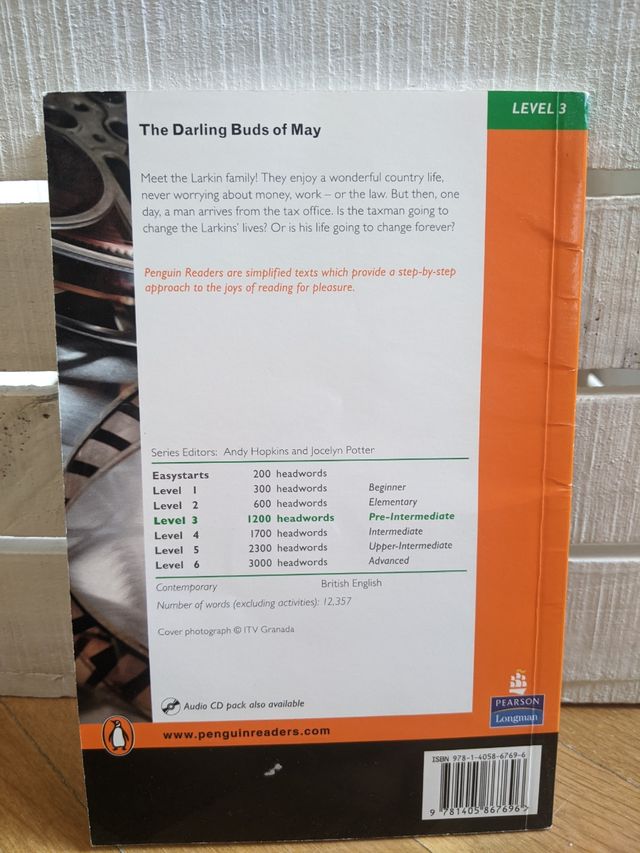 LEVEL 3
The Darling Buds of May
Meet the Larkin family! They enjoy a wonderful country life,
never worrying about money, work – or the law. But then, one
day, a man arrives from the tax office. Is the taxman going to
change the Larkins' lives? Or is his life going to change forever?
Penguin Readers are simplified texts which provide a step-by-step
approach to the joys of reading for pleasure.
Series Editors: Andy Hopkins and Jocelyn Potter
Easystarts 200 headwords
Level 1 300 headwords Beginner
Level 2 600 headwords Elementary
Level 3 1200 headwords Pre-Intermediate
Level 4 1700 headwords Intermediate
Level 5 2300 headwords Upper-Intermediate
Level 6 3000 headwords Advanced
Contemporary British English
Number of words (excluding activities): 12,357
Cover photograph © ITV Granada
Audio CD pack also available
PEARSON
Longman
www.penguinreaders.com
ISBN 978-1-4058-6769-6
9 781405 867696 >